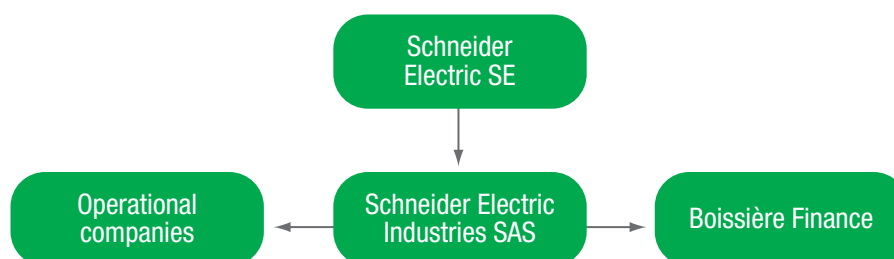 Schneider
Electric SE
Operational
companies
Schneider Electric
Industries SAS
Boissière Finance